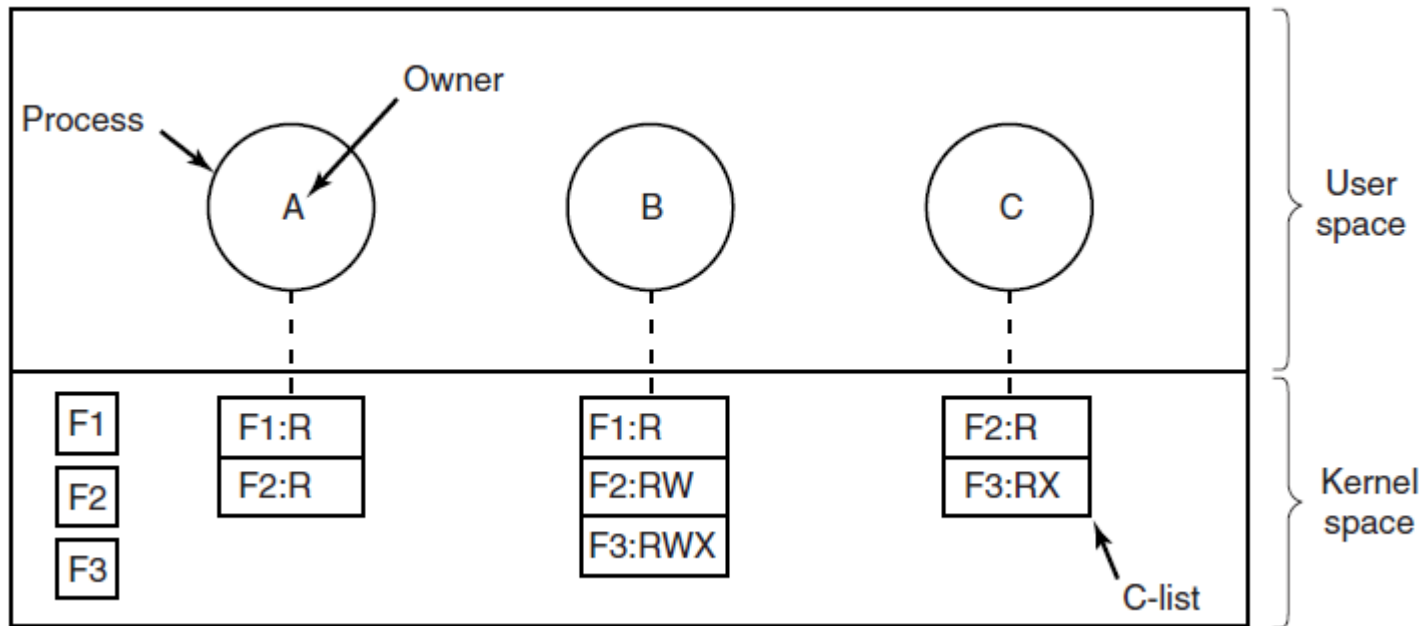 Owner
Process
A
B
C
User
space
F1
F2
F3
F1:R
F2:R
F1:R
F2:RW
F3:RWX
F2:R
F3:RX
C-list
Kernel
space